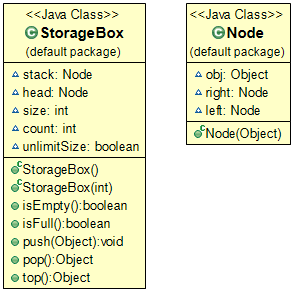 <<Java Class>>
StorageBox
(default package)
stack: Node
head: Node
size: int
count: int
unlimitSize: boolean
StorageBox()
StorageBox(int)
isEmpty():boolean
isFull():boolean
push(Object):void
pop():Object
top():Object
<<Java Class>>
Node
(default package)
obj: Object
right: Node
left: Node
Node(Object)